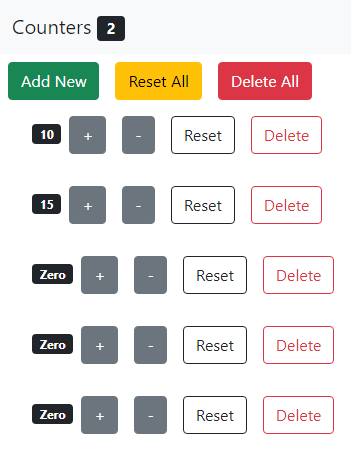 Counters 2
Add New Reset All Delete All
10 + - Reset Delete
15 + - Reset Delete
Zero + - Reset Delete
Zero + - Reset Delete
Zero + - Reset Delete